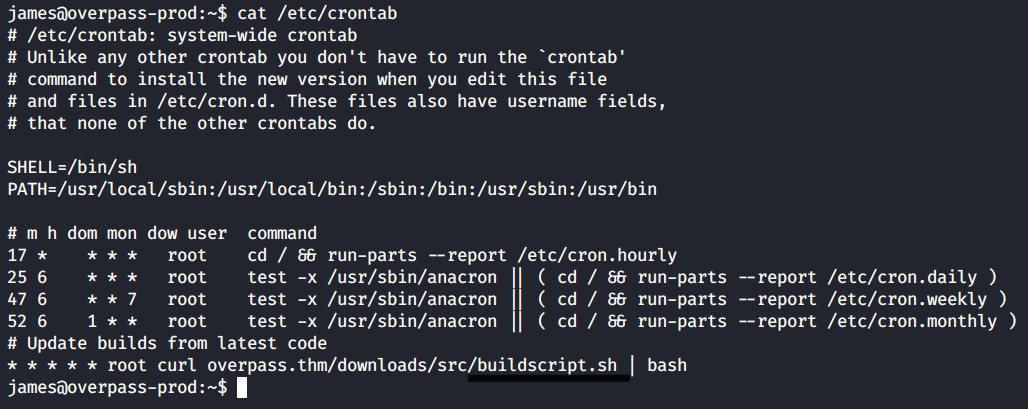 james@overpass-prod:~$ cat /etc/crontab
# /etc/crontab: system-wide crontab
# Unlike any other crontab you don't have to run the `crontab'
# command to install the new version when you edit this file
# and files in /etc/cron.d. These files also have username fields,
# that none of the other crontabs do.

SHELL=/bin/sh
PATH=/usr/local/sbin:/usr/local/bin:/sbin:/bin:/usr/sbin:/usr/bin

# m h dom mon dow user  command
17 *    * * *   root    cd / && run-parts --report /etc/cron.hourly
25 6    * * *   root    test -x /usr/sbin/anacron || ( cd / && run-parts --report /etc/cron.daily )
47 6    * * 7   root    test -x /usr/sbin/anacron || ( cd / && run-parts --report /etc/cron.weekly )
52 6    1 * *   root    test -x /usr/sbin/anacron || ( cd / && run-parts --report /etc/cron.monthly )
# Update builds from latest code
* * * * * root curl overpass.thm/downloads/src/buildscript.sh | bash
james@overpass-prod:~$